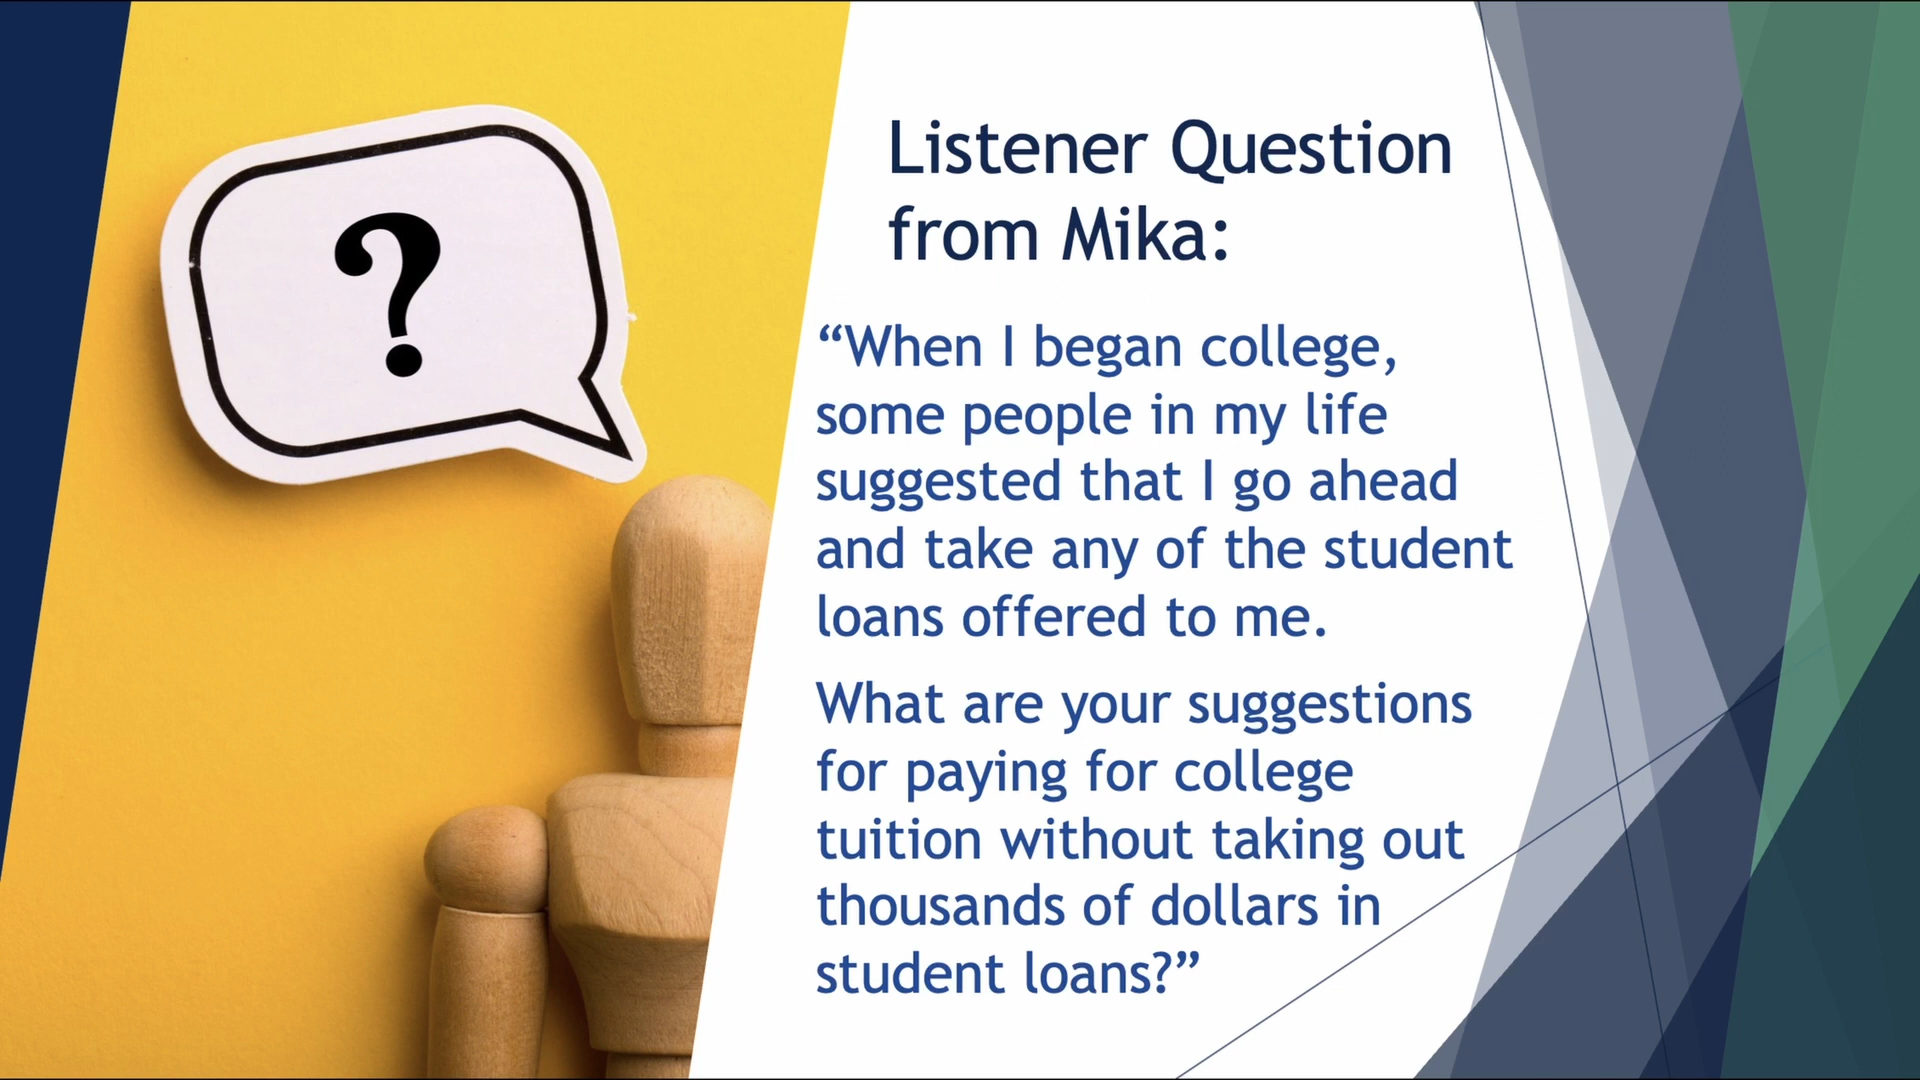 ?
Listener Question
from Mika:
“When I began college,
some people in my life
suggested that I go ahead
and take any of the student
loans offered to me.
What are your suggestions
for paying for college
tuition without taking out
thousands of dollars in
student loans?”